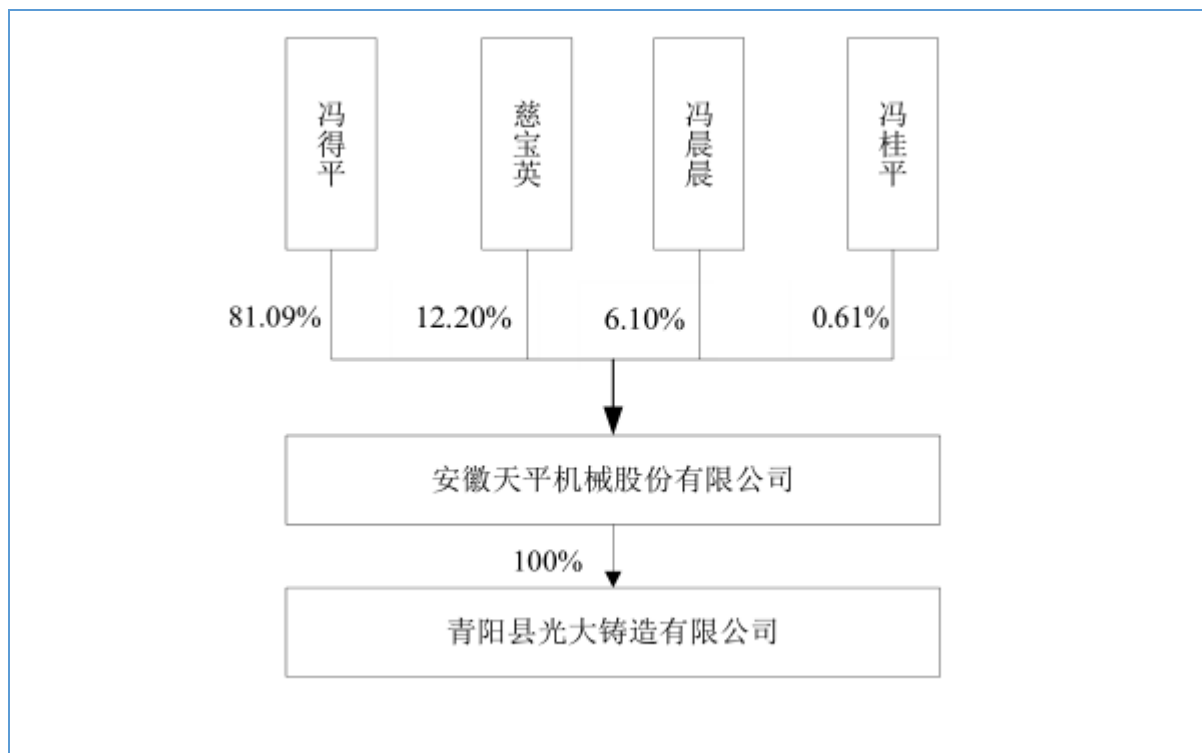 冯得平
慈宝英
冯晨晨
冯桂平
81.09%
12.20%
6.10%
0.61%
安徽天平机械股份有限公司
100%
青阳县光大铸造有限公司